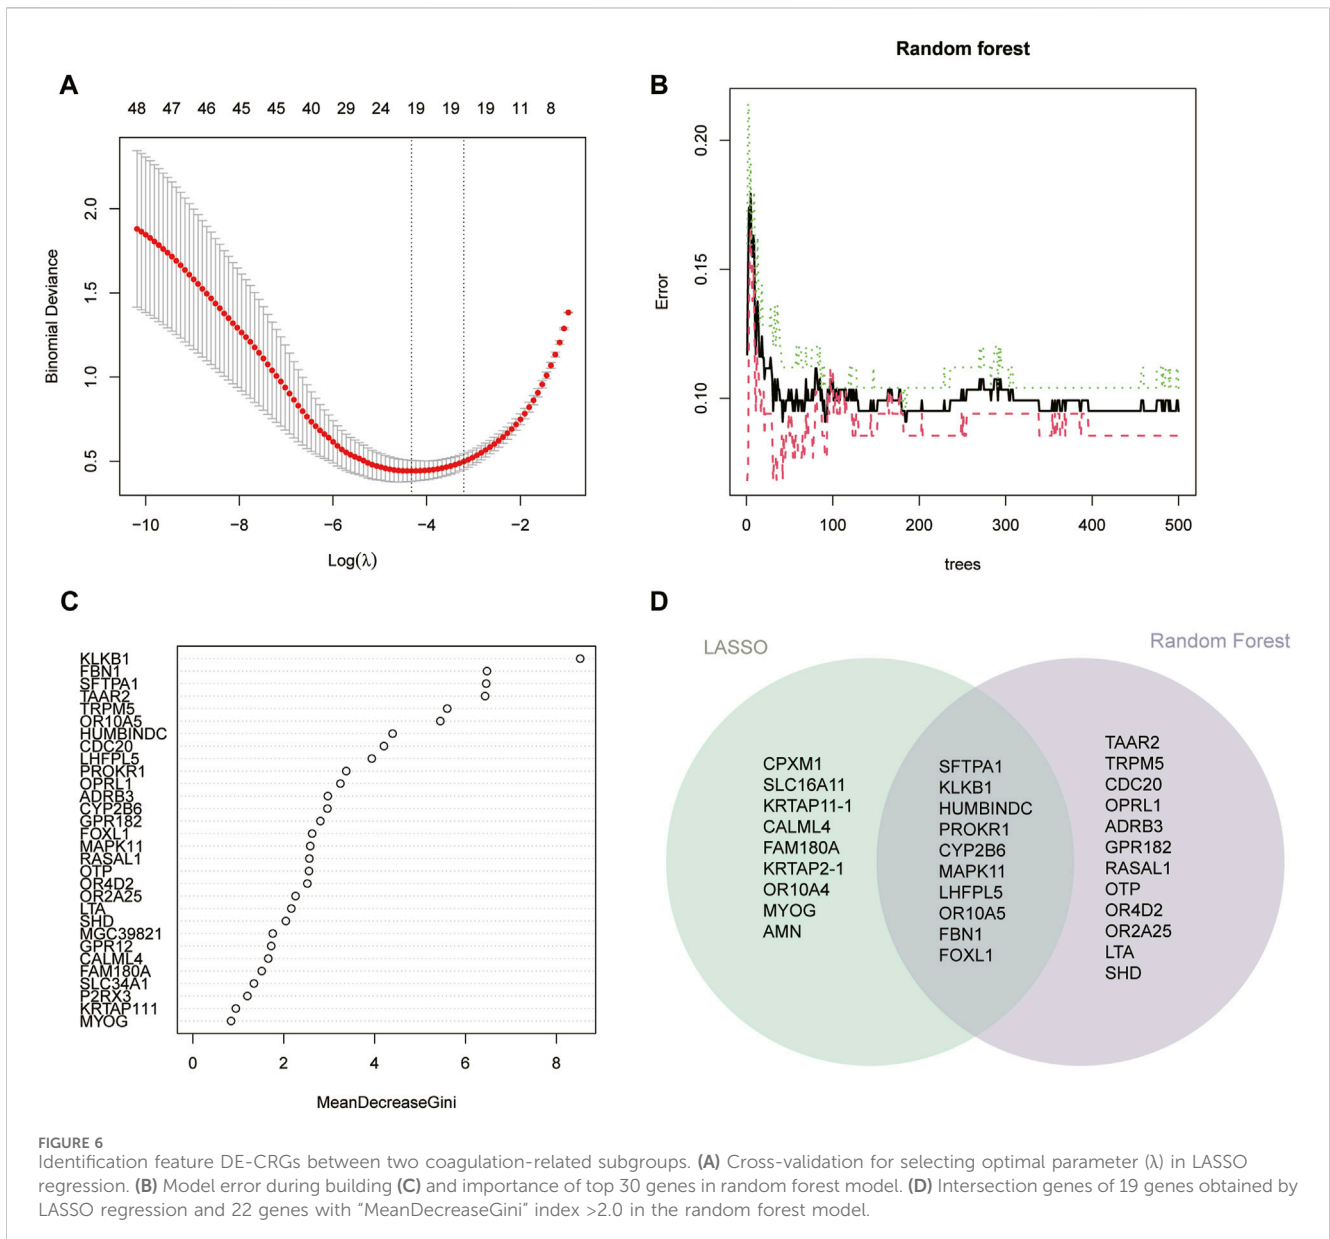 Random forest
A
48 47 46 45 45 40 29 24 19 19 19 11 8
Binomial Deviance
2.0
1.5
1.0
0.5
−10 −8 −6 −4 −2
Log(λ)
B
Error
0.20
0.15
0.10
0 100 200 300 400 500
trees
C
KLKB1
FBN1
SFTPA1
TAAR2
TRPM5
OR10A5
HUMBINDC
CDC20
LHFPL5
PROKR1
OPRL1
ADRB3
CYP2B6
GPR182
FOXL1
MAPK11
RASAL1
OTP
OR4D2
OR2A25
LTA
SHD
MGC39821
GPR12
CALML4
FAM180A
SLC34A1
P2RX3
KRTAP111
MYOG
0 2 4 6 8
MeanDecreaseGini
D
LASSO
Random Forest
CPXM1
SLC16A11
KRTAP11-1
CALML4
FAM180A
KRTAP2-1
OR10A4
MYOG
AMN
SFTPA1
KLKB1
HUMBINDC
PROKR1
CYP2B6
MAPK11
LHFPL5
OR10A5
FBN1
FOXL1
TAAR2
TRPM5
CDC20
OPRL1
ADRB3
GPR182
RASAL1
OTP
OR4D2
OR2A25
LTA
SHD
FIGURE 6
Identification feature DE-CRGs between two coagulation-related subgroups. (A) Cross-validation for selecting optimal parameter (λ) in LASSO
regression. (B) Model error during building (C) and importance of top 30 genes in random forest model. (D) Intersection genes of 19 genes obtained by
LASSO regression and 22 genes with “MeanDecreaseGini” index >2.0 in the random forest model.